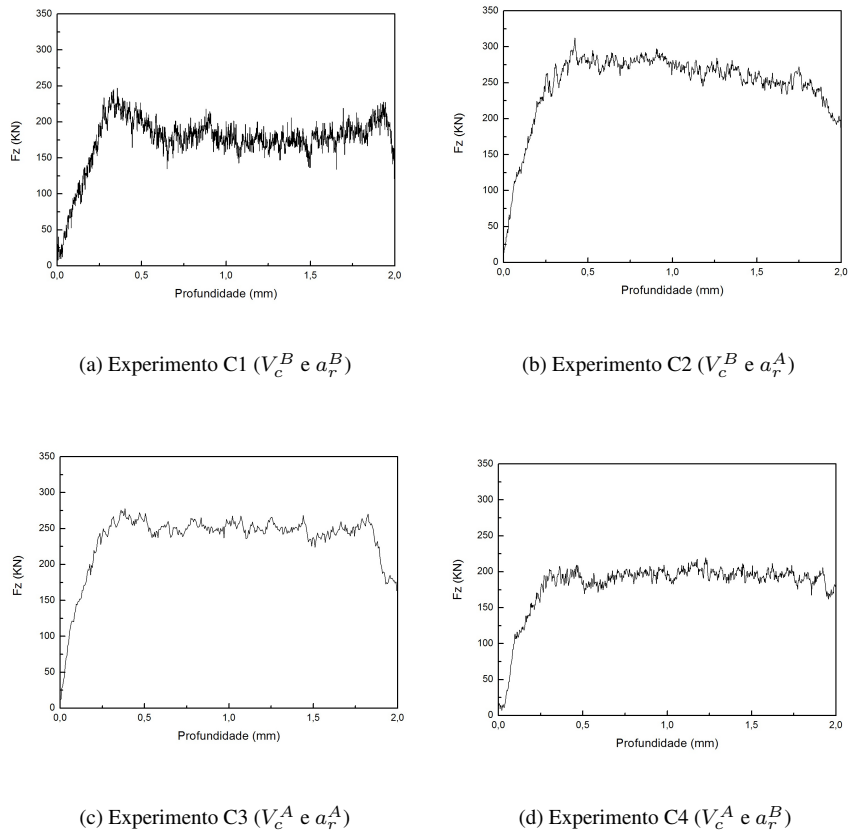 350
300
250
200
150
100
50
0
Fz (KN)
0,0 0,5 1,0 1,5 2,0
Profundidade (mm)
(a) Experimento C1 (V_c^B e a_r^B)
350
300
250
200
150
100
50
0
Fz (KN)
0,0 0,5 1,0 1,5 2,0
Profundidade (mm)
(b) Experimento C2 (V_c^B e a_r^A)
350
300
250
200
150
100
50
0
Fz (KN)
0,0 0,5 1,0 1,5 2,0
Profundidade (mm)
(c) Experimento C3 (V_c^A e a_r^A)
350
300
250
200
150
100
50
0
Fz (KN)
0,0 0,5 1,0 1,5 2,0
Profundidade (mm)
(d) Experimento C4 (V_c^A e a_r^B)